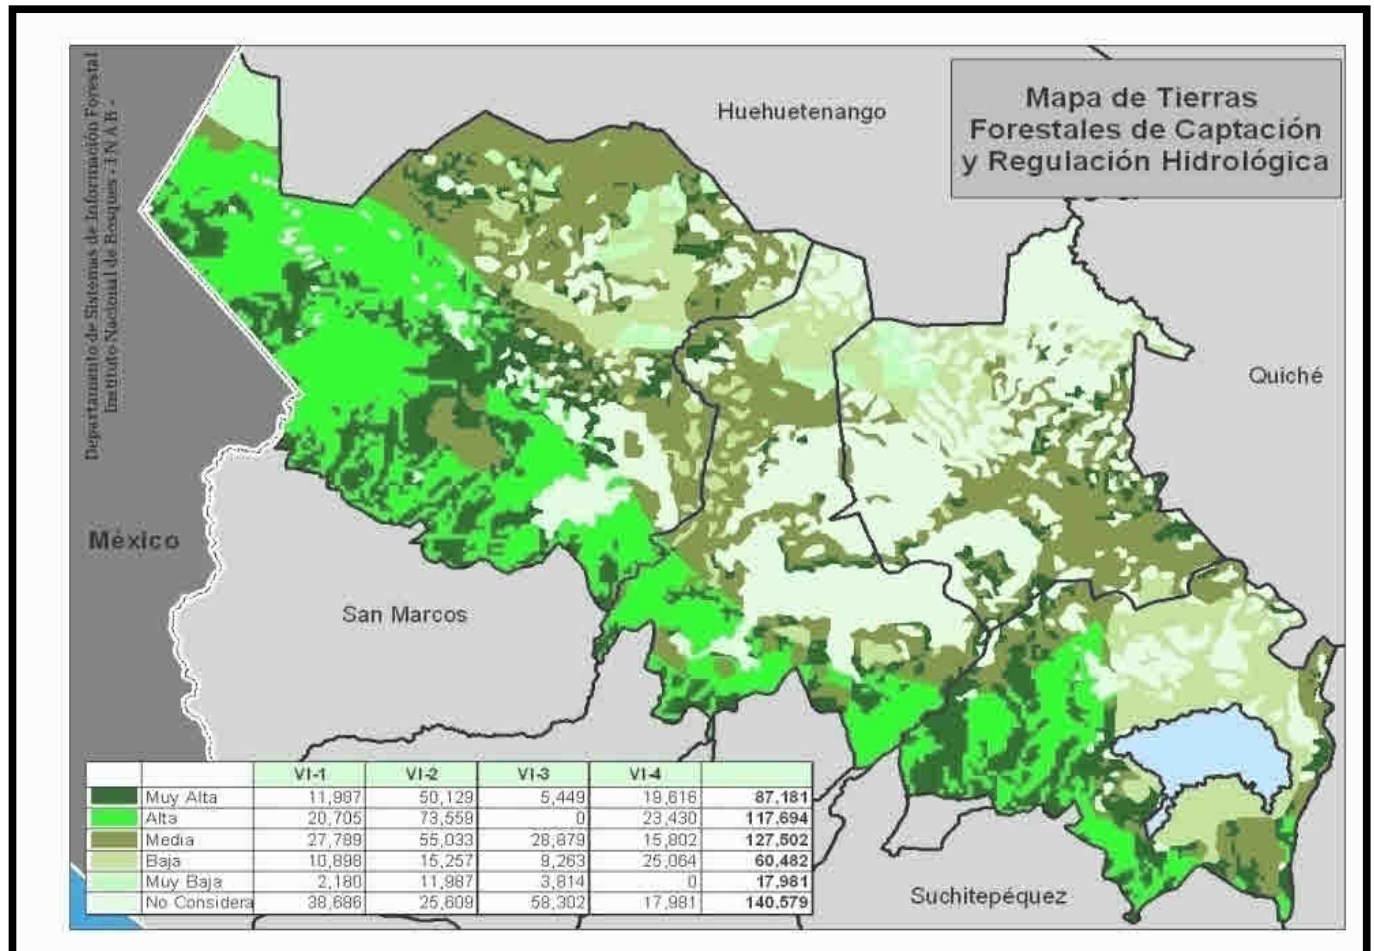 Mapa de Tierras
Forestales de Captación
y Regulación Hidrológica
Departamento de Sistemas de Información Forestal
Instituto Nacional de Bosques - I N A B -
Huehuetenango
Quiché
México
San Marcos
Suchitepéquez
VI-1 VI-2 VI-3 VI-4
Muy Alta 11,987 50,129 5,449 19,616 87,181
Alta 20,705 73,559 0 23,430 117,694
Media 27,789 55,033 28,879 15,802 127,502
Baja 10,898 15,257 9,263 25,064 60,482
Muy Baja 2,180 11,987 3,814 0 17,981
No Considera 38,686 25,609 58,302 17,981 140,579